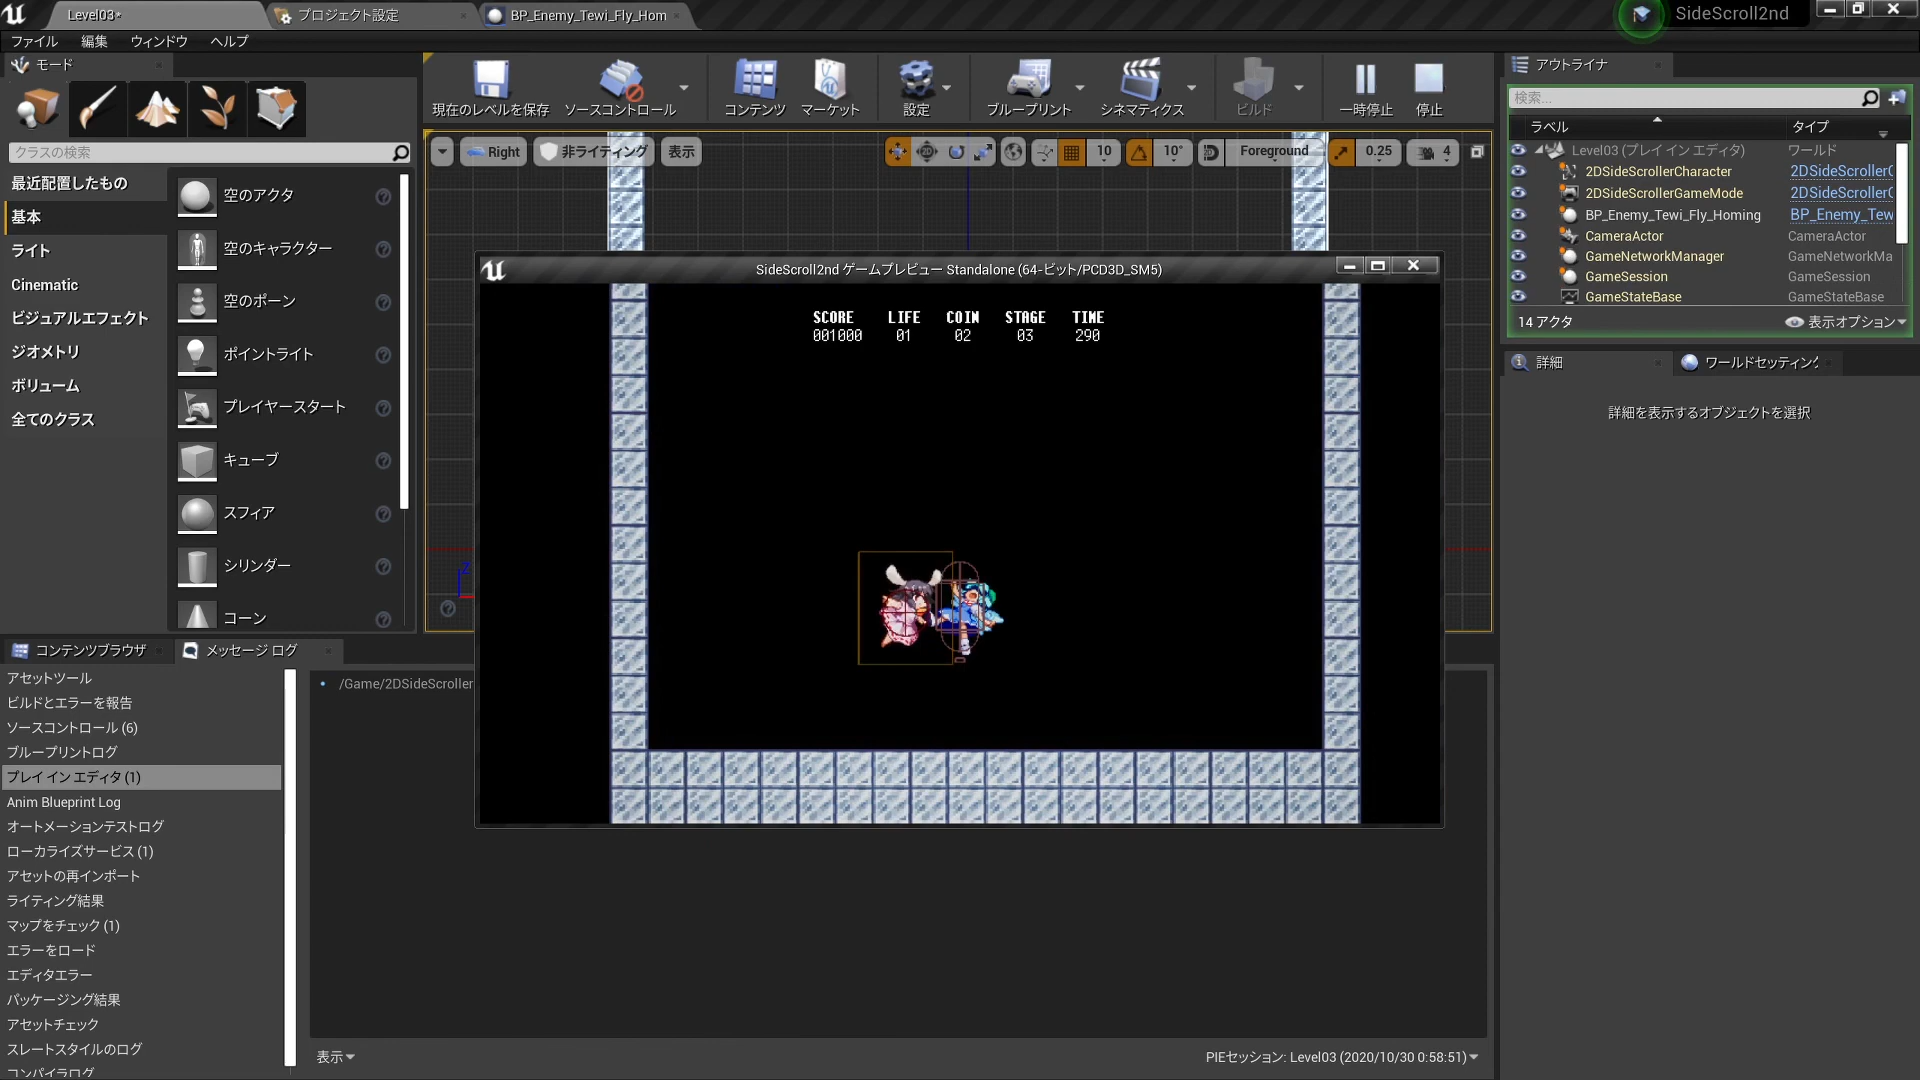 Level03*
プロジェクト設定
BP_Enemy_Tewi_Fly_Hom
SideScroll2nd
ファイル 編集 ウィンドウ ヘルプ
モード
クラスの検索
最近配置したもの
基本
ライト
Cinematic
ビジュアルエフェクト
ジオメトリ
ボリューム
全てのクラス
空のアクタ
空のキャラクター
空のポーン
ポイントライト
プレイヤースタート
キューブ
スフィア
シリンダー
コーン
現在のレベルを保存
ソースコントロール
コンテンツ
マーケット
設定
ブループリント
シネマティクス
ビルド
一時停止
停止
Right
非ライティング
表示
10
10°
Foreground
0.25
4
Z
SideScroll2nd ゲームプレビュー Standalone (64-ビット/PCD3D_SM5)
SCORE LIFE COIN STAGE TIME
001000 01 02 03 290
アウトライナ
検索...
ラベル タイプ
Level03 (プレイ イン エディタ) ワールド
2DSideScrollerCharacter 2DSideScrollerC
2DSideScrollerGameMode 2DSideScrollerC
BP_Enemy_Tewi_Fly_Homing BP_Enemy_Tew
CameraActor CameraActor
GameNetworkManager GameNetworkMa
GameSession GameSession
GameStateBase GameStateBase
14 アクタ
表示オプション
詳細
ワールドセッティング
詳細を表示するオブジェクトを選択
コンテンツブラウザ
メッセージ ログ
アセットツール
ビルドとエラーを報告
ソースコントロール (6)
ブループリントログ
プレイ イン エディタ (1)
Anim Blueprint Log
オートメーションテストログ
ローカライズサービス (1)
アセットの再インポート
ライティング結果
マップをチェック (1)
エラーをロード
エディタエラー
パッケージング結果
アセットチェック
スレートスタイルのログ
コンパイラログ
/Game/2DSideScroller
表示
PIEセッション: Level03 (2020/10/30 0:58:51)